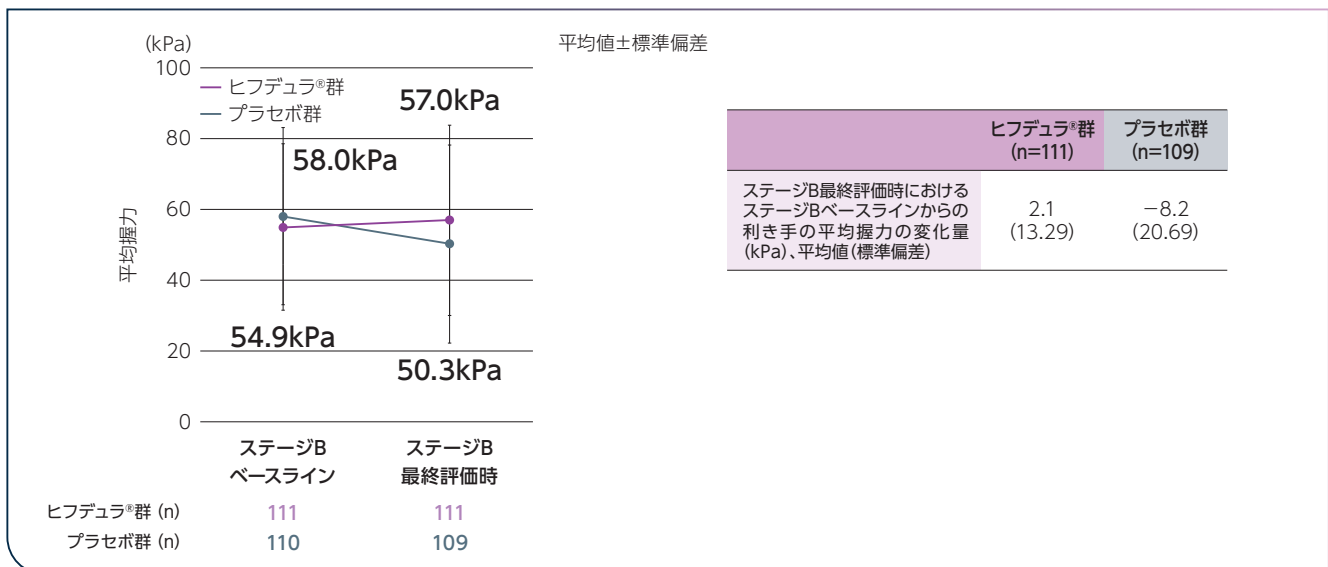 (kPa)
平均値±標準偏差
100
ヒフデュラ®群
プラセボ群
57.0kPa
80
58.0kPa
60
平均握力
40
54.9kPa
20
50.3kPa
0
ステージB
ベースライン
ステージB
最終評価時
ヒフデュラ®群 (n) 111 111
プラセボ群 (n) 110 109
ヒフデュラ®群
(n=111)
プラセボ群
(n=109)
ステージB最終評価時における
ステージBベースラインからの
利き手の平均握力の変化量
(kPa)、平均値(標準偏差)
2.1
(13.29)
−8.2
(20.69)